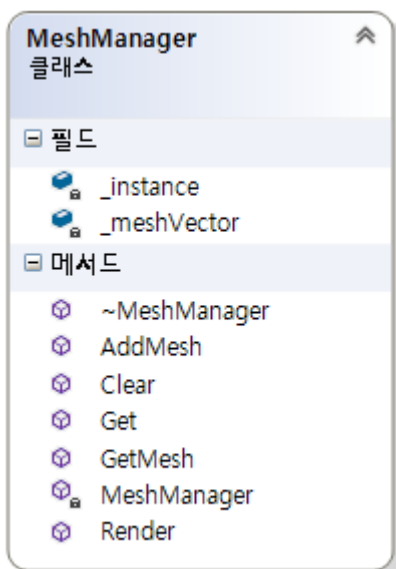 MeshManager
클래스
필드
_instance
_meshVector
메서드
~MeshManager
AddMesh
Clear
Get
GetMesh
MeshManager
Render